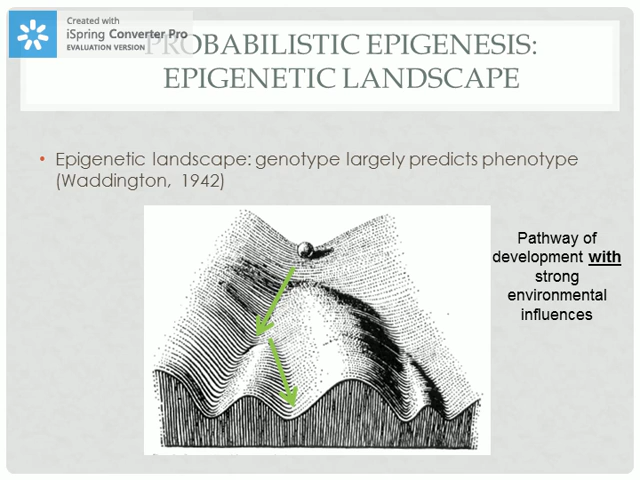 Created with
iSpring Converter Pro
EVALUATION VERSION
PROBABILISTIC EPIGENESIS:
EPIGENETIC LANDSCAPE
• Epigenetic landscape: genotype largely predicts phenotype
(Waddington, 1942)
Pathway of
development with
strong
environmental
influences